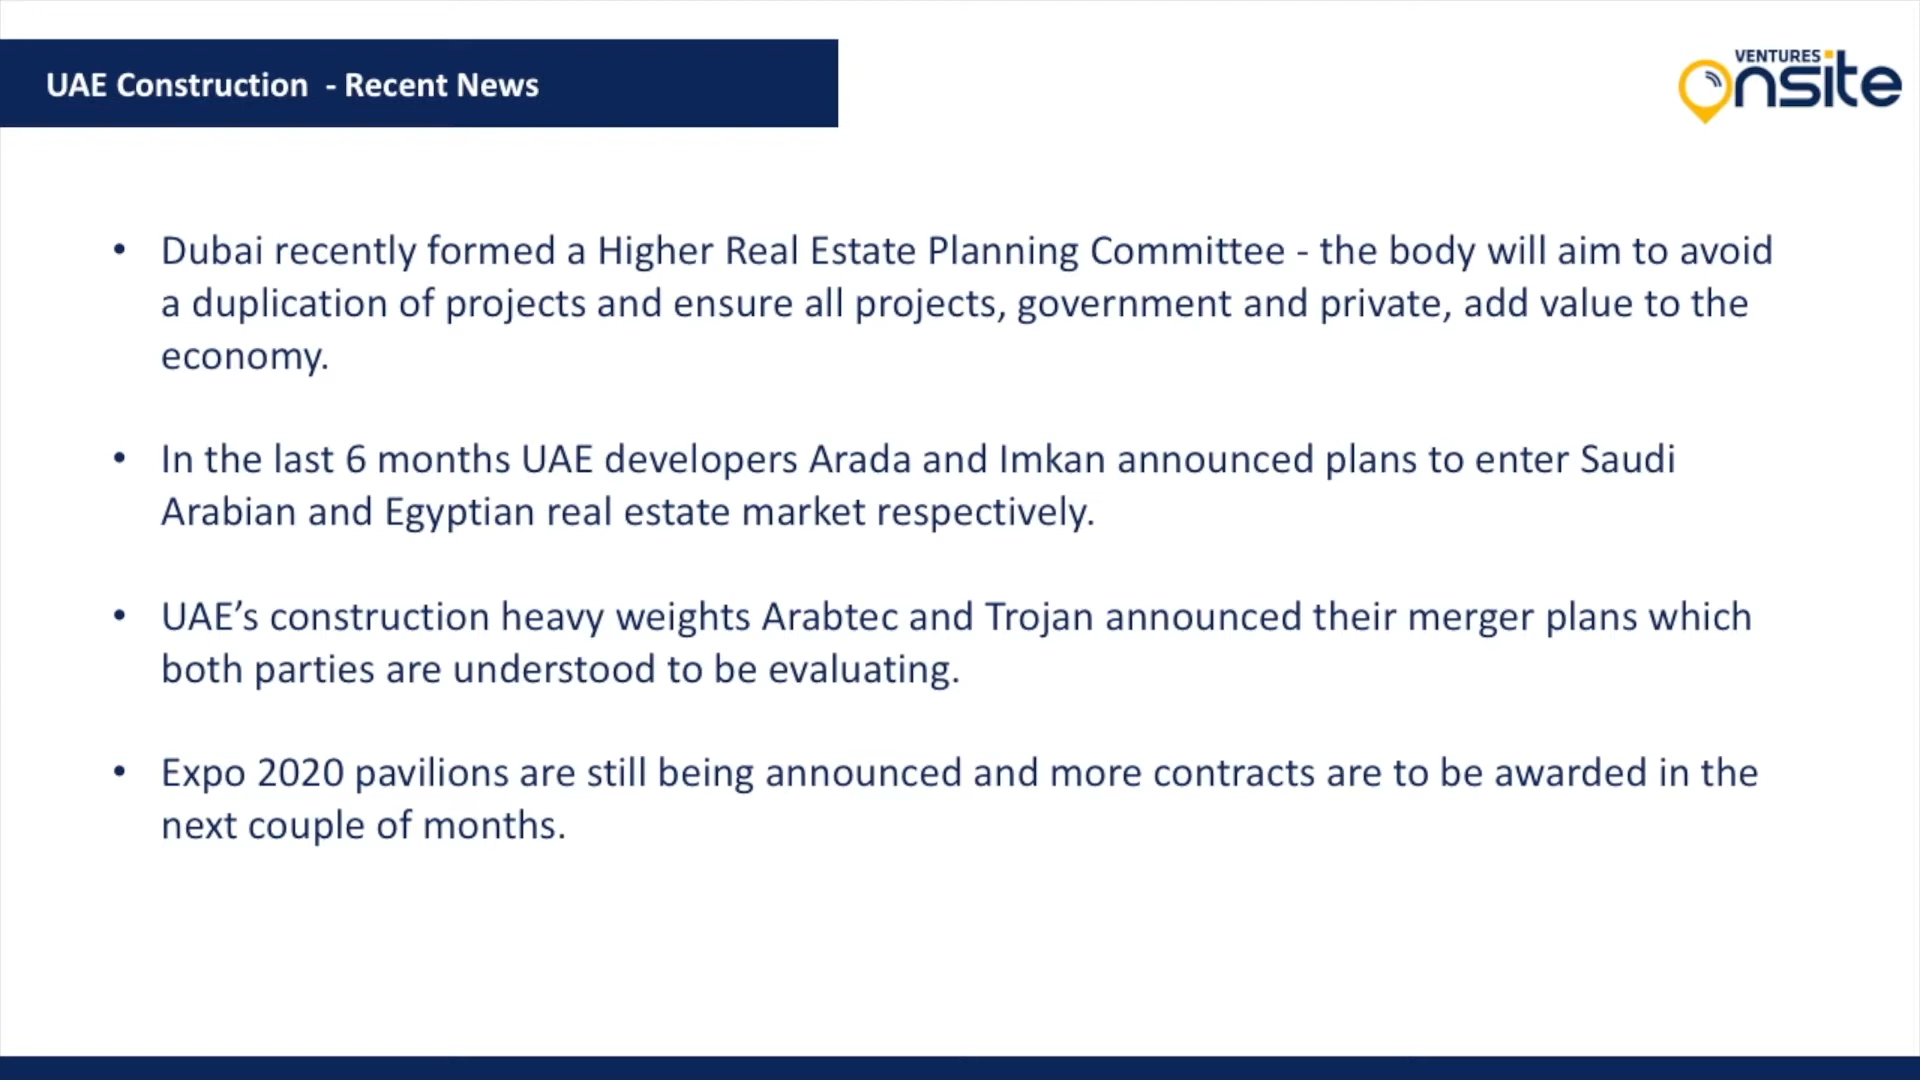 UAE Construction - Recent News
VENTURES
Onsite
• Dubai recently formed a Higher Real Estate Planning Committee - the body will aim to avoid
a duplication of projects and ensure all projects, government and private, add value to the
economy.
• In the last 6 months UAE developers Arada and Imkan announced plans to enter Saudi
Arabian and Egyptian real estate market respectively.
• UAE’s construction heavy weights Arabtec and Trojan announced their merger plans which
both parties are understood to be evaluating.
• Expo 2020 pavilions are still being announced and more contracts are to be awarded in the
next couple of months.